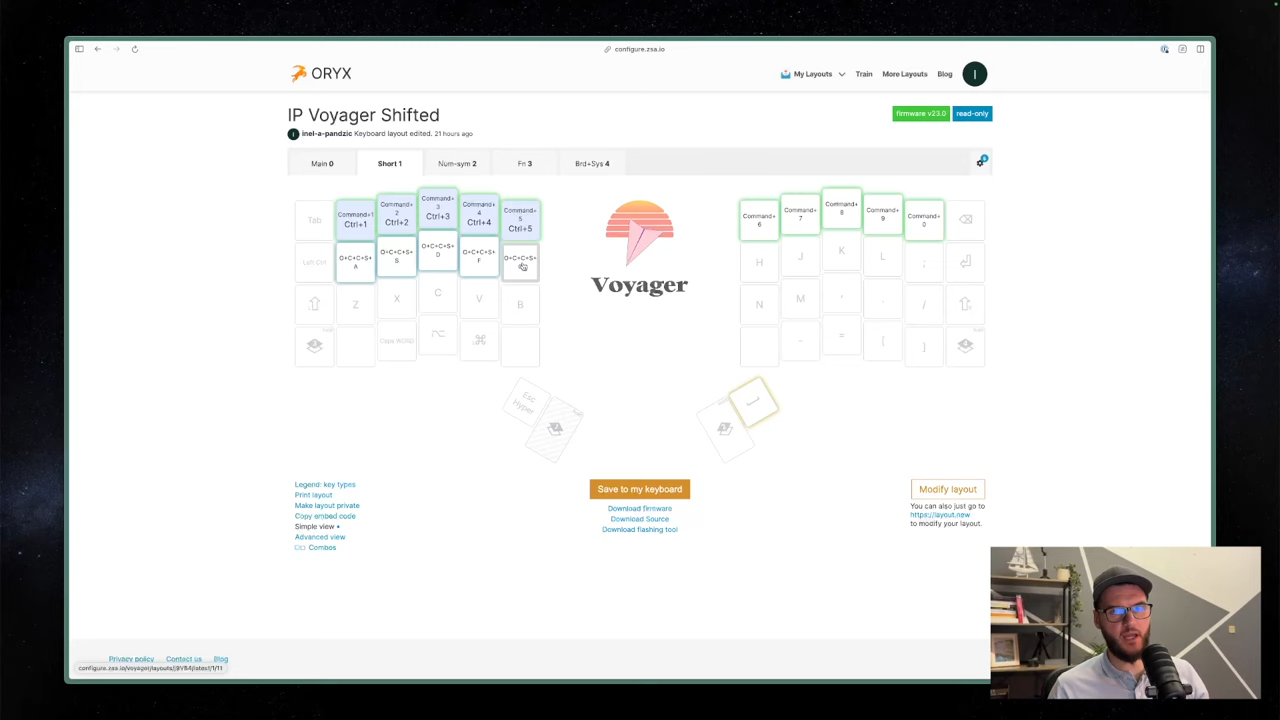 configure.zsa.io
ORYX
My Layouts
Train
More Layouts
Blog
I
IP Voyager Shifted
firmware v23.0
read-only
inel-a-pandzic Keyboard layout edited. 21 hours ago
Main 0
Short 1
Num-sym 2
Fn 3
Brd+Sys 4
Tab
Command+1
Ctrl+1
Command+
2
Ctrl+2
Command+
3
Ctrl+3
Command+
4
Ctrl+4
Command+
5
Ctrl+5
Command+
6
Command+
7
Command+
8
Command+
9
Command+
0
Left Ctrl
O+C+C+S+
A
O+C+C+S+
S
O+C+C+S+
D
O+C+C+S+
F
O+C+C+S+
H
J
K
L
;
Z
X
C
V
B
N
M
,
.
/
Caps WORD
-
=
[
]
Voyager
Esc
Hyper
Legend: key types
Print layout
Make layout private
Copy embed code
Simple view •
Advanced view
Combos
Save to my keyboard
Download firmware
Download Source
Download flashing tool
Modify layout
You can also just go to
https://layout.new
to modify your layout.
Privacy policy
Contact us
Blog